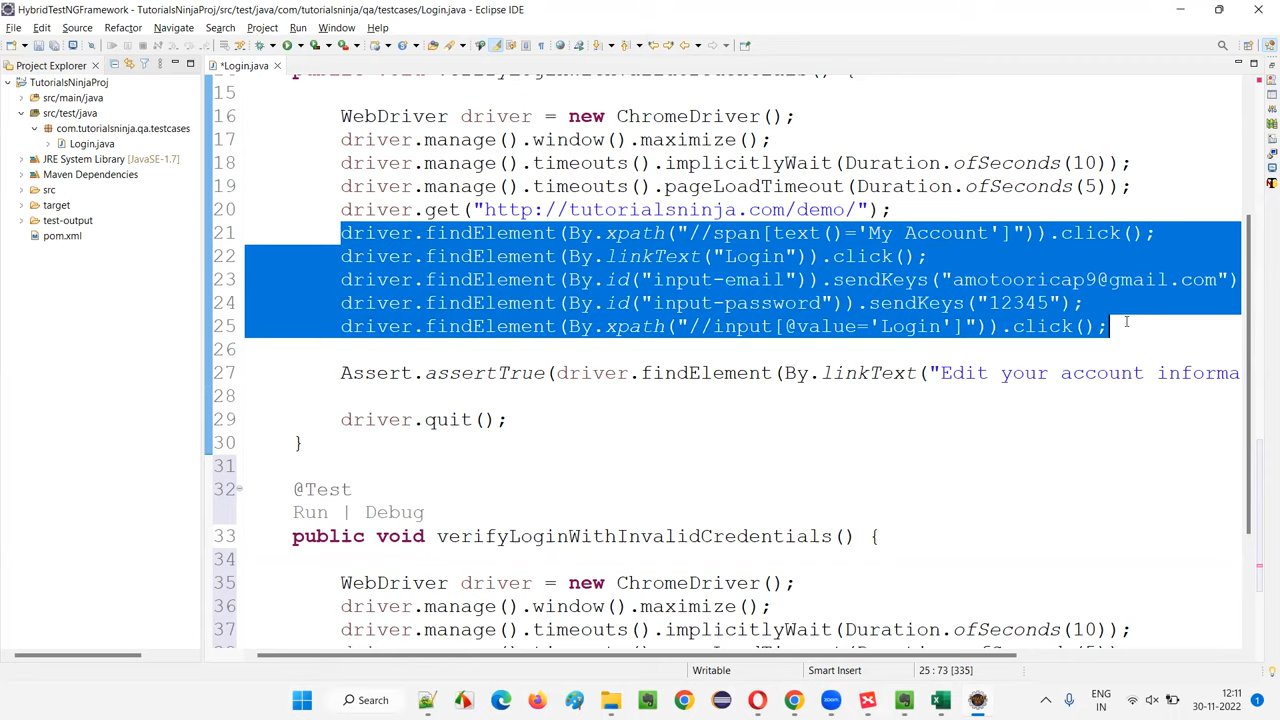 HybridTestNGFramework - TutorialsNinjaProj/src/test/java/com/tutorialsninja/qa/testcases/Login.java - Eclipse IDE
File Edit Source Refactor Navigate Search Project Run Window Help
Project Explorer
*Login.java
TutorialsNinjaProj
src/main/java
src/test/java
com.tutorialsninja.qa.testcases
Login.java
JRE System Library [JavaSE-1.7]
Maven Dependencies
src
target
test-output
pom.xml
15
16 WebDriver driver = new ChromeDriver();
17 driver.manage().window().maximize();
18 driver.manage().timeouts().implicitlyWait(Duration.ofSeconds(10));
19 driver.manage().timeouts().pageLoadTimeout(Duration.ofSeconds(5));
20 driver.get("http://tutorialsninja.com/demo/");
21 driver.findElement(By.xpath("//span[text()='My Account']")).click();
22 driver.findElement(By.linkText("Login")).click();
23 driver.findElement(By.id("input-email")).sendKeys("amotooricap9@gmail.com")
24 driver.findElement(By.id("input-password")).sendKeys("12345");
25 driver.findElement(By.xpath("//input[@value='Login']")).click();
26
27 Assert.assertTrue(driver.findElement(By.linkText("Edit your account informa
28
29 driver.quit();
30 }
31
32 @Test
Run | Debug
33 public void verifyLoginWithInvalidCredentials() {
34
35 WebDriver driver = new ChromeDriver();
36 driver.manage().window().maximize();
37 driver.manage().timeouts().implicitlyWait(Duration.ofSeconds(10));
Writable Smart Insert 25 : 73 [335]
Search
zoom
ENG
IN
12:11
30-11-2022
1